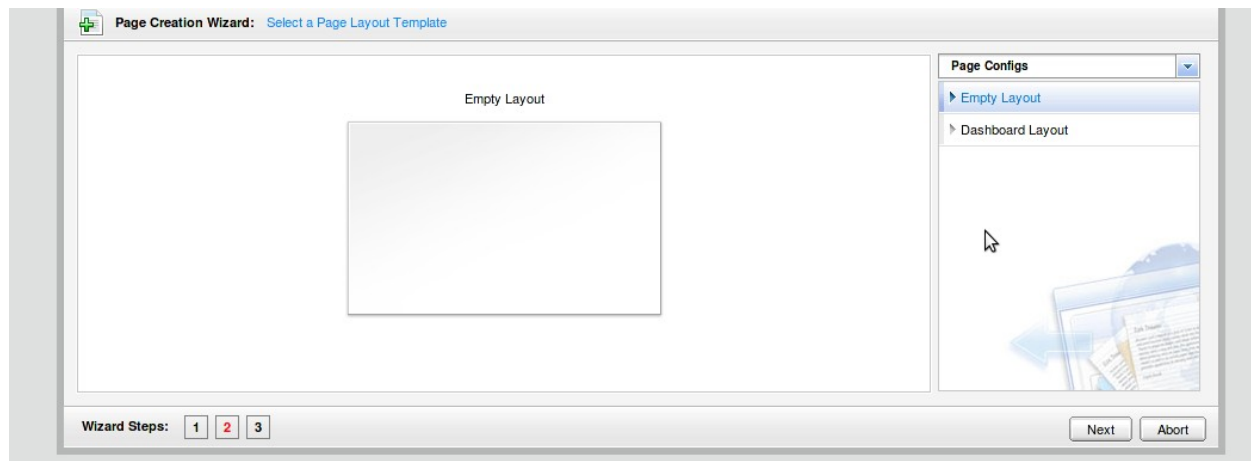 Page Creation Wizard: Select a Page Layout Template
Empty Layout
Page Configs
Empty Layout
Dashboard Layout
Wizard Steps: 1 2 3
Next Abort